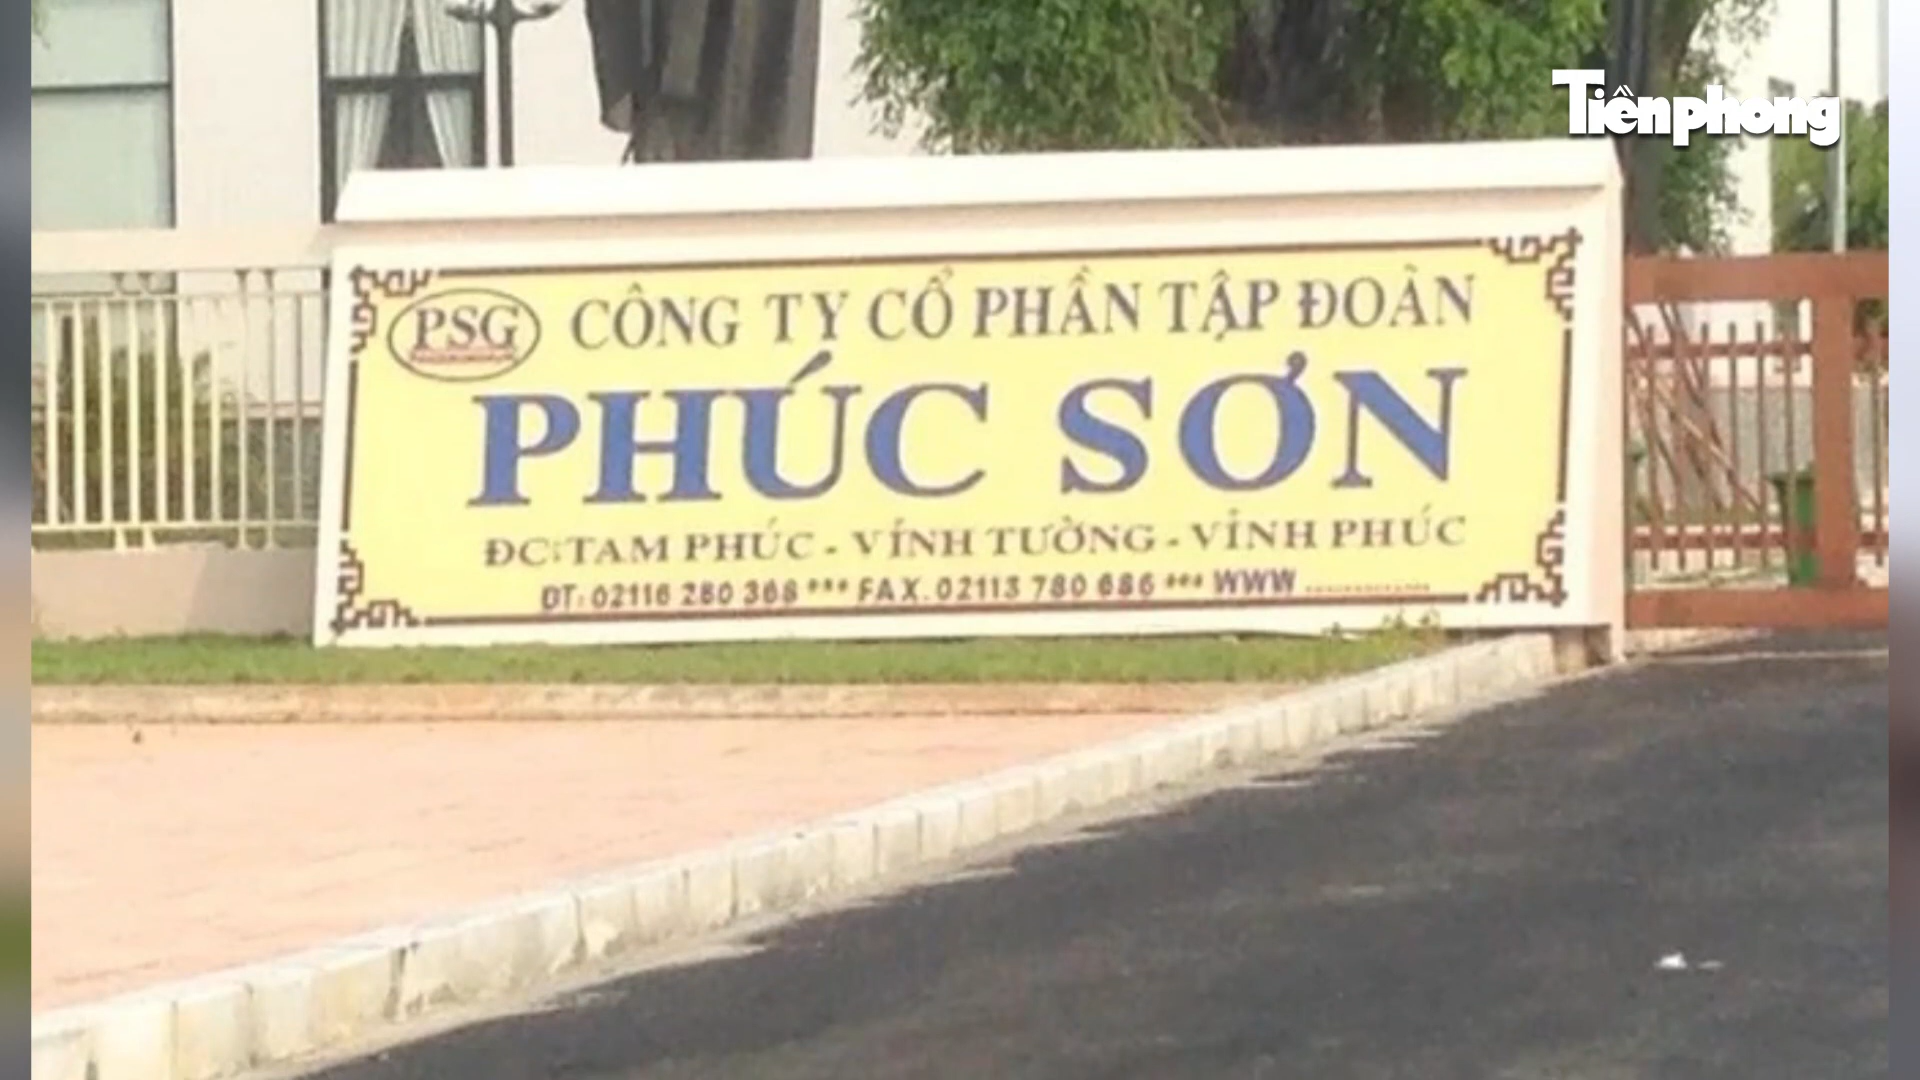 Tiềnphong
PSG
CÔNG TY CỔ PHẦN TẬP ĐOÀN
PHÚC SƠN
ĐC:TAM PHÚC - VĨNH TƯỜNG - VĨNH PHÚC
ĐT: 02116 280 368 *** FAX. 02113 780 686 *** WWW ................